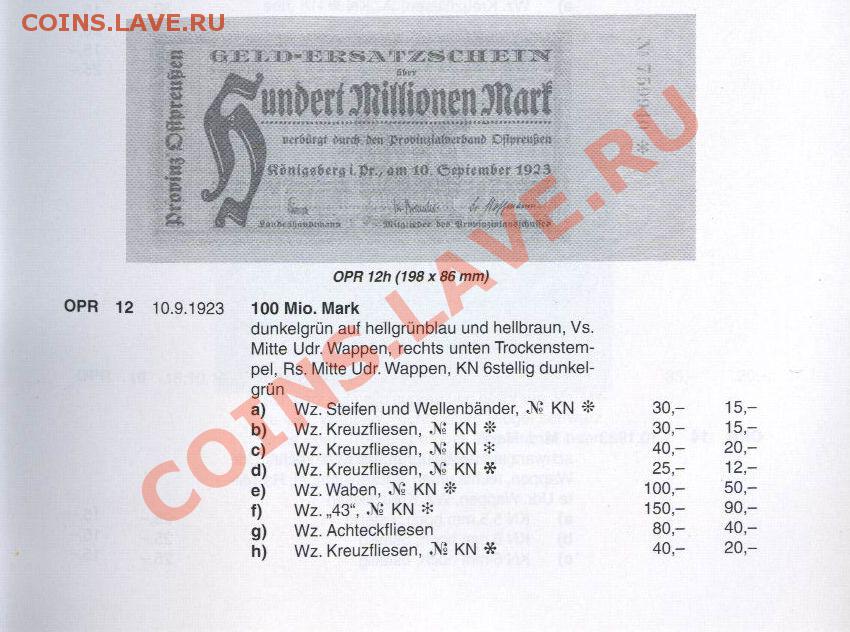 COINS.LAVE.RU
Provinz Ostpreußen
GELD-ERSATZSCHEIN
über
Hundert Millionen Mark
verbürgt durch den Provinzialverband Ostpreußen
Königsberg i. Pr., am 10. September 1923
Landeshauptmann Mitglieder des Provinzialausschusses
COINS.LAVE.RU
OPR 12h (198 x 86 mm)
OPR 12 10.9.1923 100 Mio. Mark
dunkelgrün auf hellgrünblau und hellbraun, Vs.
Mitte Udr. Wappen, rechts unten Trockenstem-
pel, Rs. Mitte Udr. Wappen, KN 6stellig dunkel-
grün
a) Wz. Steifen und Wellenbänder, № KN ❊ 30,– 15,–
b) Wz. Kreuzfliesen, № KN ❊ 30,– 15,–
c) Wz. Kreuzfliesen, № KN ✻ 40,– 20,–
d) Wz. Kreuzfliesen, № KN ✻ 25,– 12,–
e) Wz. Waben, № KN ❊ 100,– 50,–
f) Wz. „43“, № KN ✻ 150,– 90,–
g) Wz. Achteckfliesen 80,– 40,–
h) Wz. Kreuzfliesen, № KN ✻ 40,– 20,–